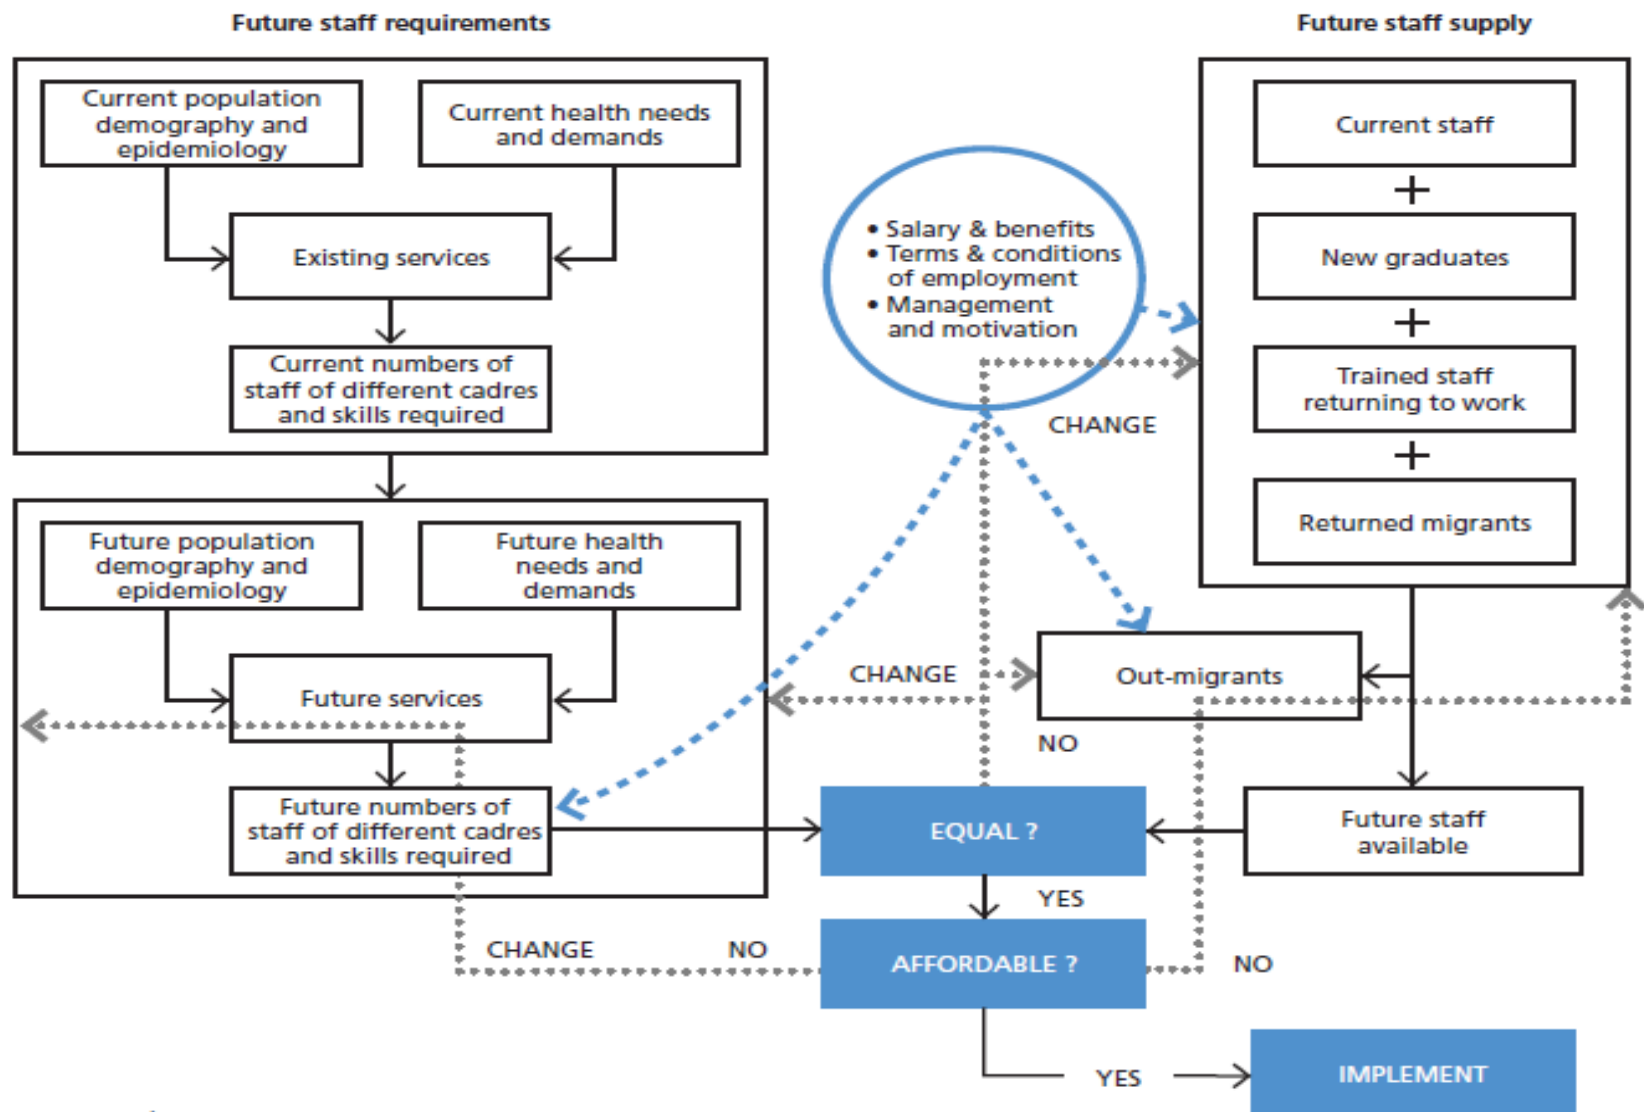 Future staff requirements
Current population
demography and
epidemiology
Current health needs
and demands
Existing services
Current numbers of
staff of different cadres
and skills required
Future population
demography and
epidemiology
Future health
needs and
demands
Future services
Future numbers of
staff of different cadres
and skills required
• Salary & benefits
• Terms & conditions
of employment
• Management
and motivation
CHANGE
CHANGE
NO
EQUAL ?
YES
CHANGE
NO
AFFORDABLE ?
NO
YES
IMPLEMENT
Future staff supply
Current staff
+
New graduates
+
Trained staff
returning to work
+
Returned migrants
Out-migrants
Future staff
available